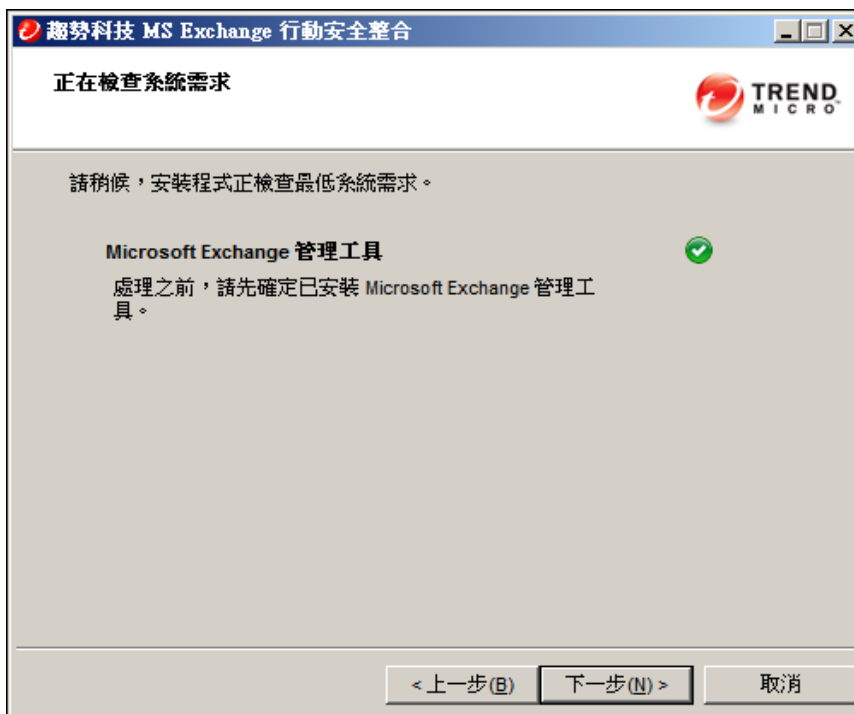 趨勢科技 MS Exchange 行動安全整合
正在檢查系統需求
TREND
MICRO™
請稍候，安裝程式正檢查最低系統需求。
Microsoft Exchange 管理工具
處理之前，請先確定已安裝 Microsoft Exchange 管理工
具。
<上一步(B)
下一步(N)>
取消